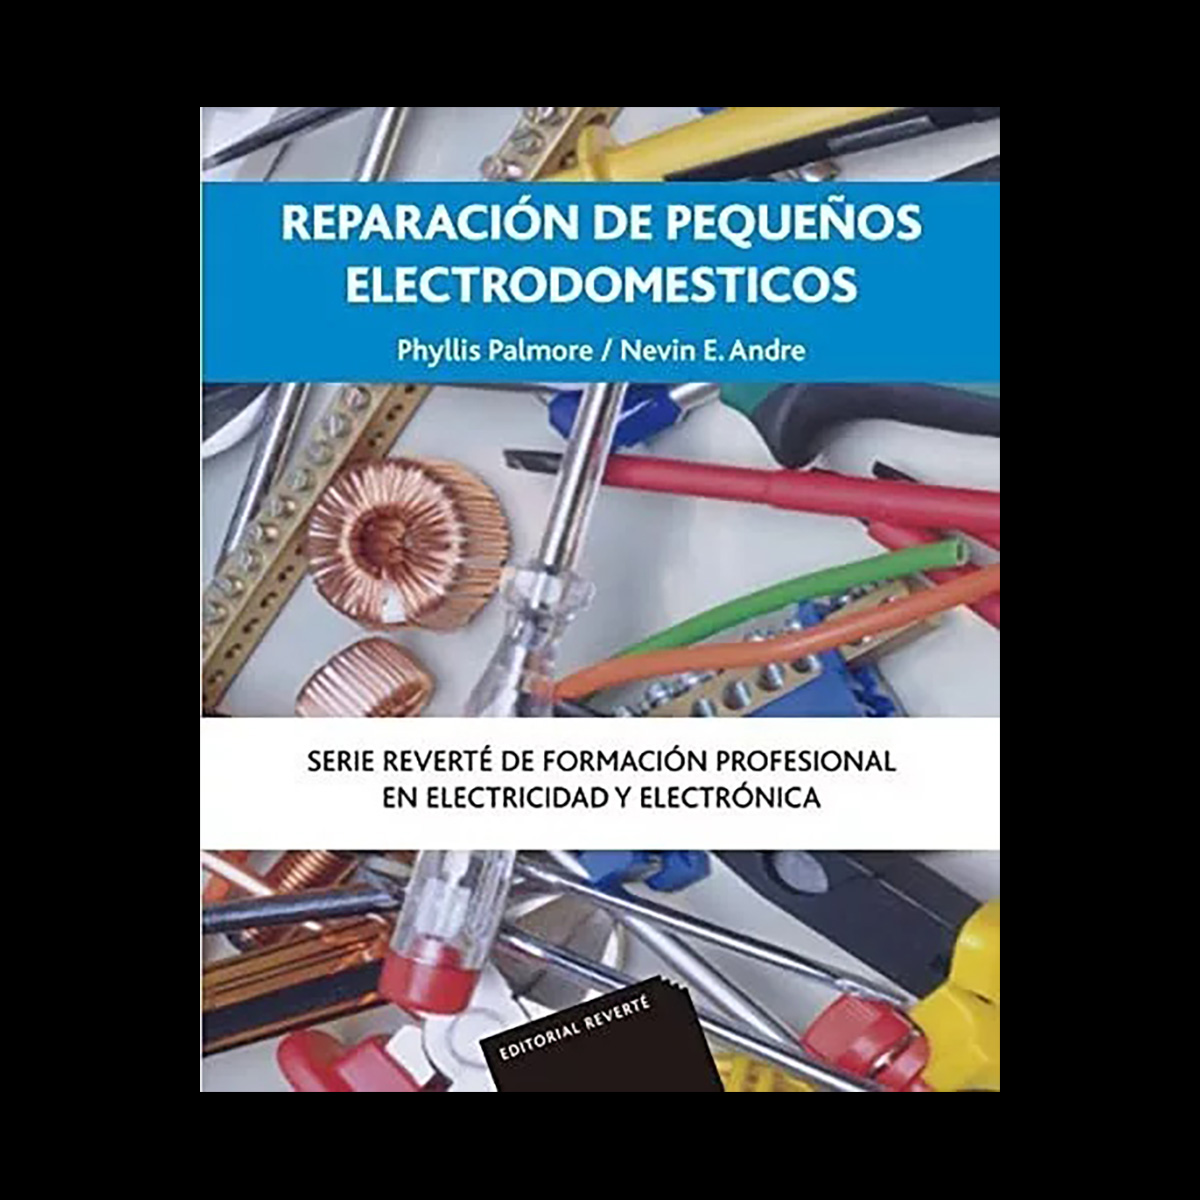 REPARACIÓN DE PEQUEÑOS
ELECTRODOMESTICOS
Phyllis Palmore / Nevin E. Andre
SERIE REVERTÉ DE FORMACIÓN PROFESIONAL
EN ELECTRICIDAD Y ELECTRÓNICA
EDITORIAL REVERTÉ